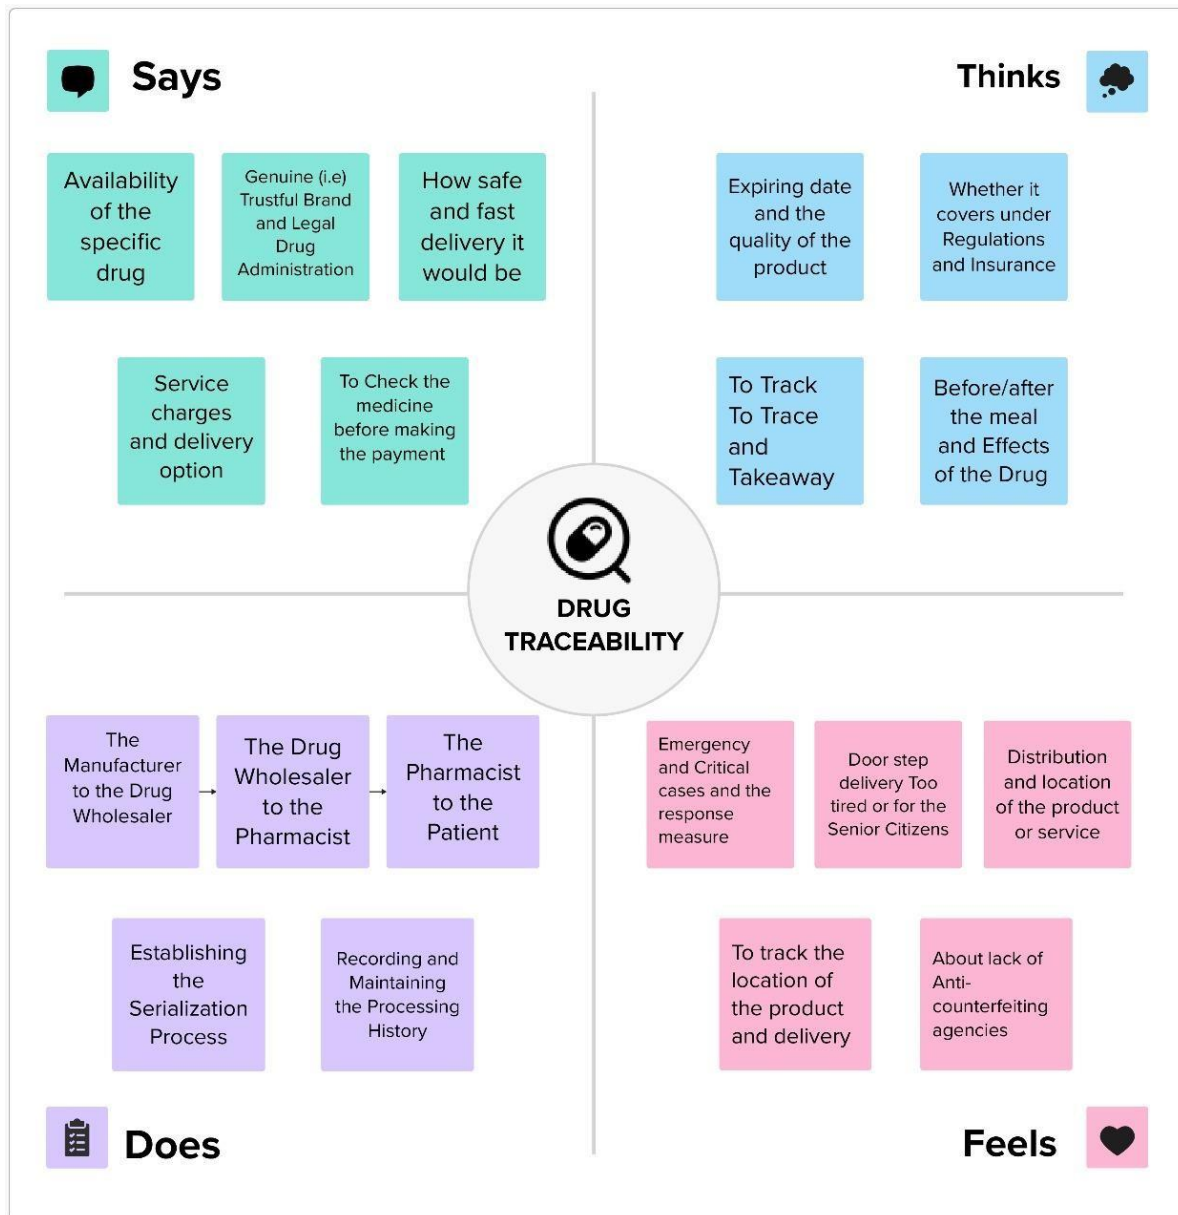 Says
Thinks
Availability
of the
specific
drug
Genuine (i.e)
Trustful Brand
and Legal
Drug
Administration
How safe
and fast
delivery it
would be
Expiring date
and the
quality of the
product
Whether it
covers under
Regulations
and Insurance
Service
charges
and delivery
option
To Check the
medicine
before making
the payment
To Track
To Trace
and
Takeaway
Before/after
the meal
and Effects
of the Drug
DRUG
TRACEABILITY
The
Manufacturer
to the Drug
Wholesaler
The Drug
Wholesaler
to the
Pharmacist
The
Pharmacist
to the
Patient
Emergency
and Critical
cases and the
response
measure
Door step
delivery Too
tired or for the
Senior Citizens
Distribution
and location
of the product
or service
Establishing
the
Serialization
Process
Recording and
Maintaining
the Processing
History
To track the
location of
the product
and delivery
About lack of
Anti-
counterfeiting
agencies
Does
Feels